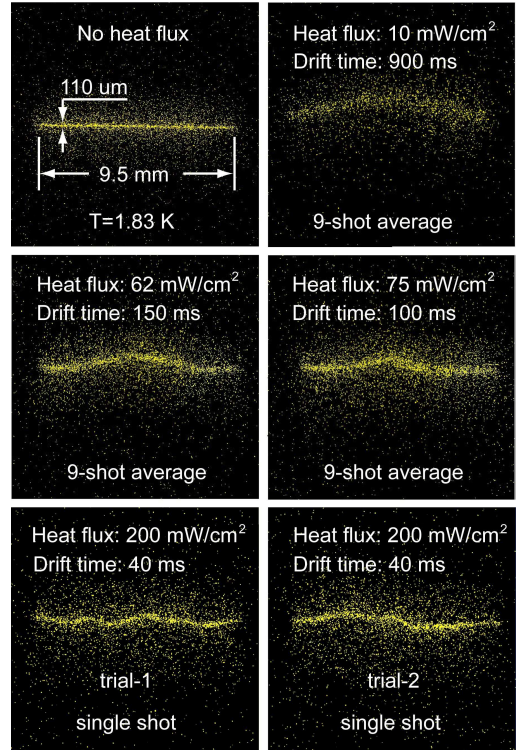 No heat flux
110 um
9.5 mm
T=1.83 K
Heat flux: 10 mW/cm²
Drift time: 900 ms
9-shot average
Heat flux: 62 mW/cm²
Drift time: 150 ms
9-shot average
Heat flux: 75 mW/cm²
Drift time: 100 ms
9-shot average
Heat flux: 200 mW/cm²
Drift time: 40 ms
trial-1
single shot
Heat flux: 200 mW/cm²
Drift time: 40 ms
trial-2
single shot